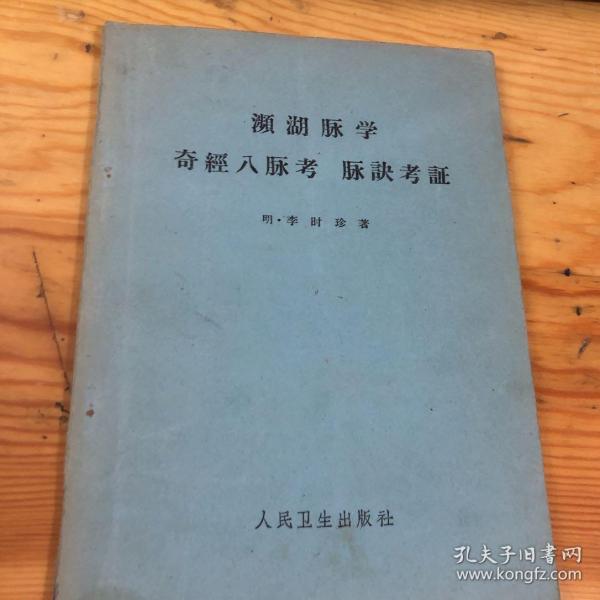 瀕湖脉学
奇經八脉考 脉訣考証
明·李时珍著
人民卫生出版社
孔夫子旧书网
www.kongfz.com